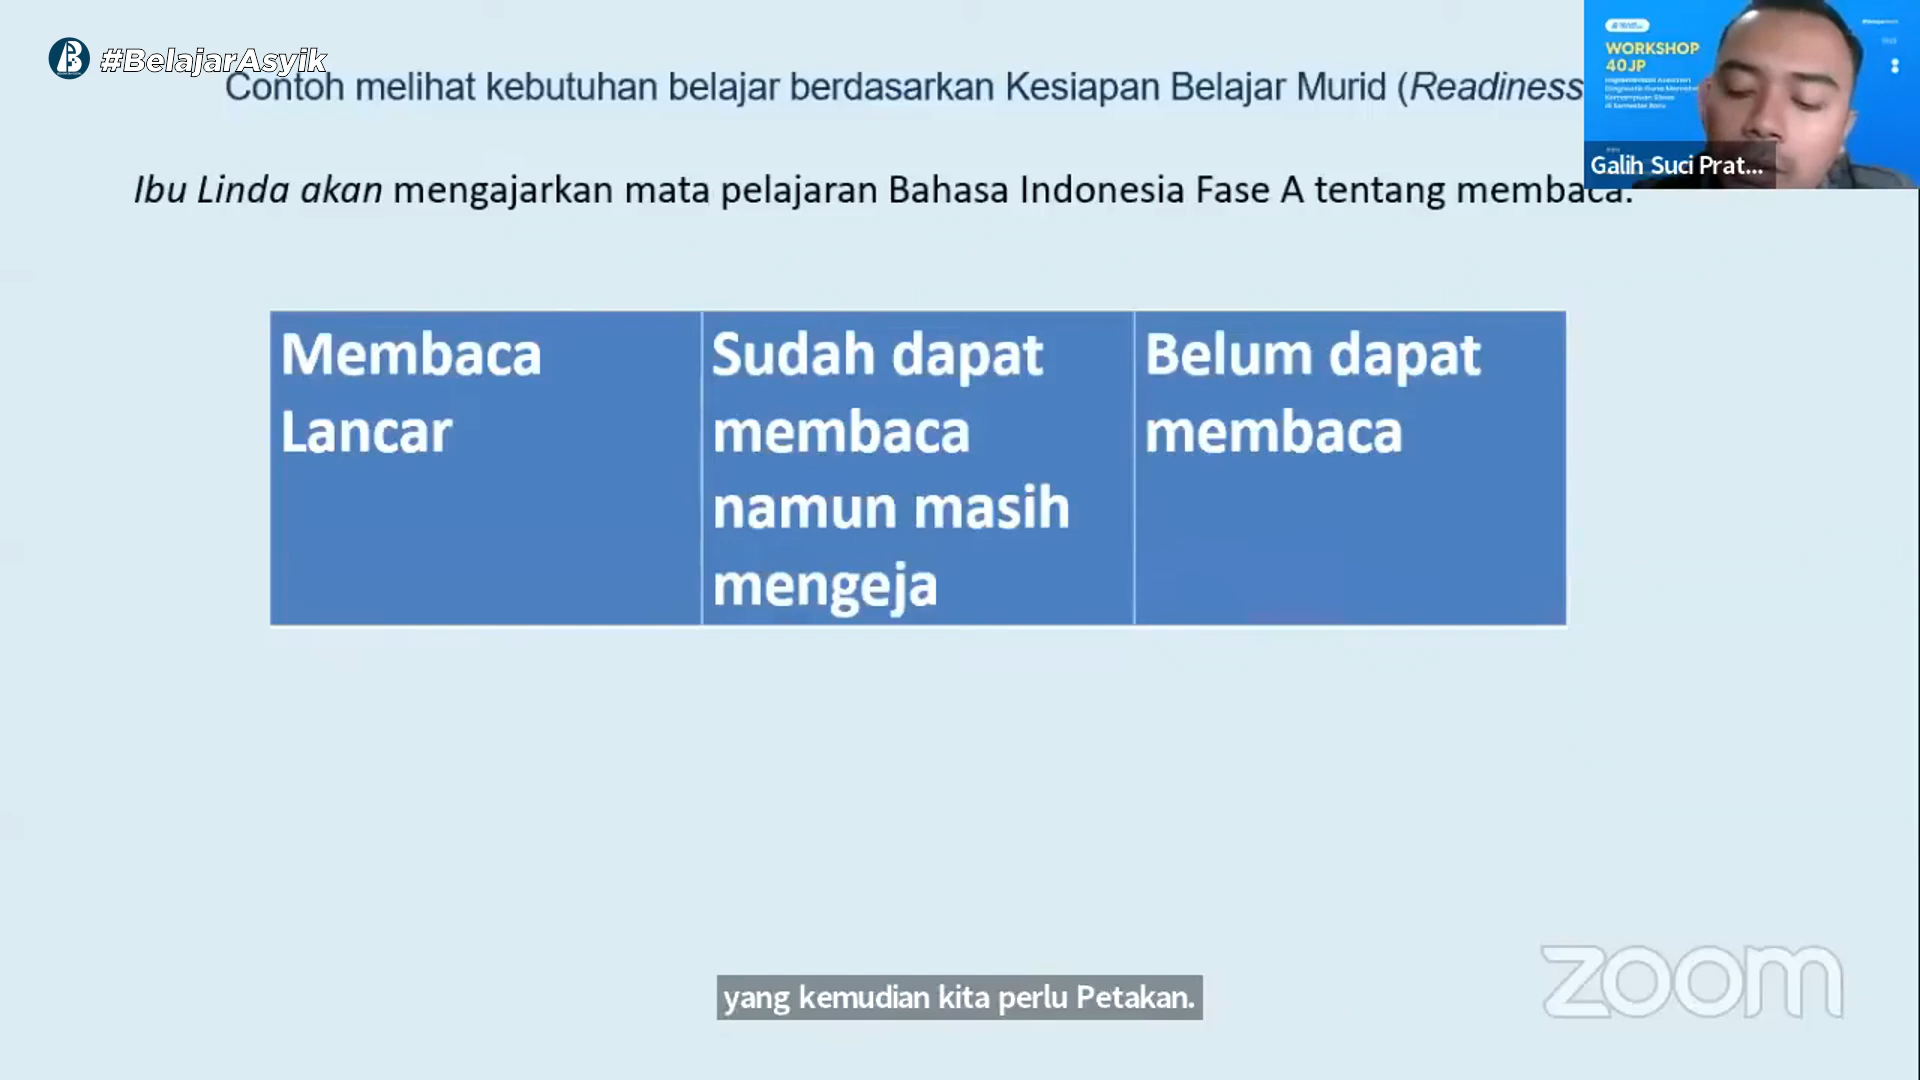 #BelajarAsyik
Contoh melihat kebutuhan belajar berdasarkan Kesiapan Belajar Murid (Readiness
Ibu Linda akan mengajarkan mata pelajaran Bahasa Indonesia Fase A tentang membaca.
Membaca
Lancar
Sudah dapat
membaca
namun masih
mengeja
Belum dapat
membaca
WORKSHOP
40JP
Galih Suci Prat...
yang kemudian kita perlu Petakan.
zoom